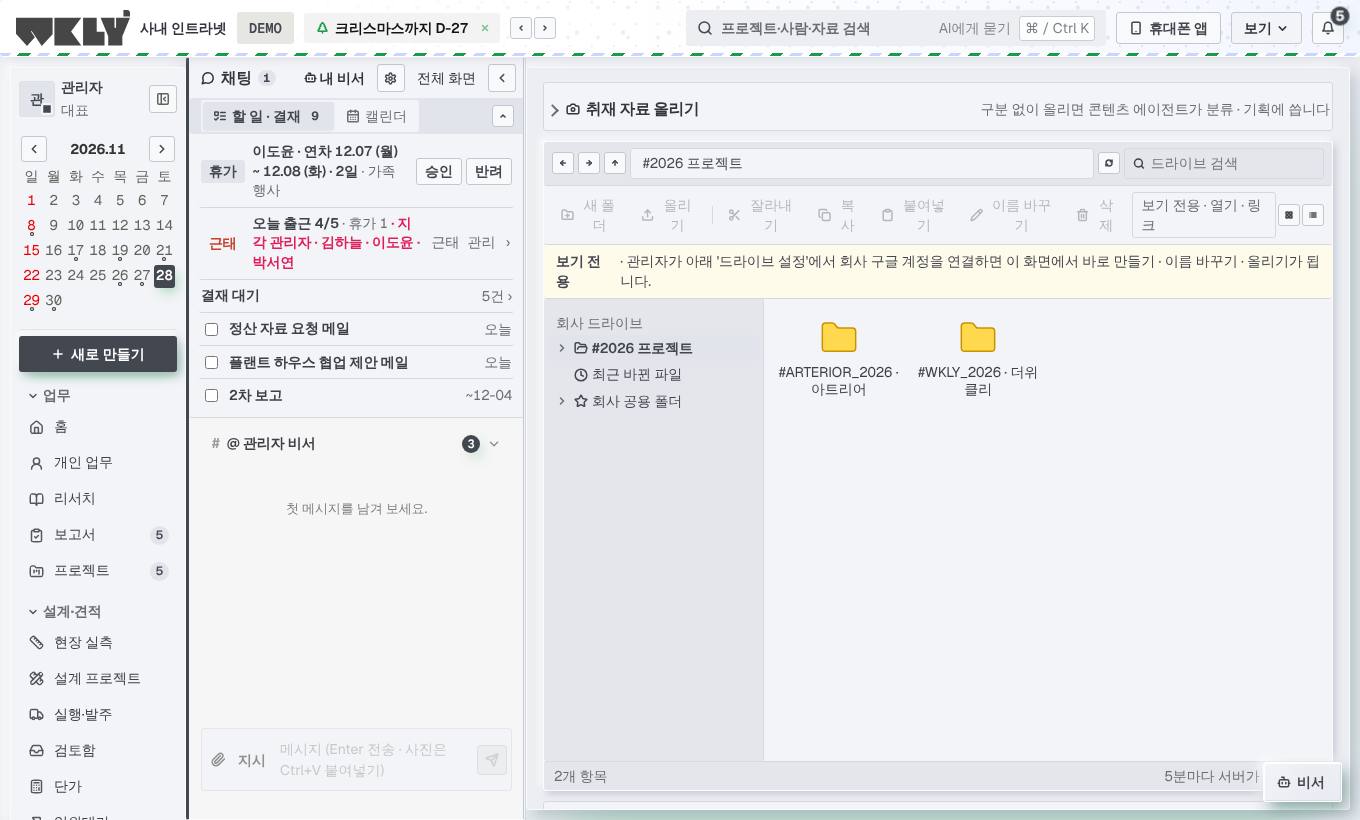 WKLY 사내 인트라넷 DEMO 크리스마스까지 D-27 × 프로젝트·사람·자료 검색 AI에게 묻기 ⌘ / Ctrl K 휴대폰 앱 보기 5
관 관리자
대표
2026.11
일 월 화 수 목 금 토
1 2 3 4 5 6 7
8 9 10 11 12 13 14
15 16 17 18 19 20 21
22 23 24 25 26 27 28
29 30
+ 새로 만들기
업무
홈
개인 업무
리서치
보고서 5
프로젝트 5
설계·견적
현장 실측
설계 프로젝트
실행·발주
검토함
단가
채팅 1 내 비서 전체 화면
할 일 · 결재 9 캘린더
휴가
이도윤 · 연차 12.07 (월)
~ 12.08 (화) · 2일 · 가족
행사
승인 반려
근태
오늘 출근 4/5 · 휴가 1 · 지
각 관리자 · 김하늘 · 이도윤 ·
박서연
근태 관리 ›
결재 대기 5건 ›
정산 자료 요청 메일 오늘
플랜트 하우스 협업 제안 메일 오늘
2차 보고 ~12-04
# @ 관리자 비서 3
첫 메시지를 남겨 보세요.
지시
메시지 (Enter 전송 · 사진은
Ctrl+V 붙여넣기)
취재 자료 올리기 구분 없이 올리면 콘텐츠 에이전트가 분류 · 기획에 씁니다
#2026 프로젝트 드라이브 검색
새 폴
더
올리
기
잘라내
기
복
사
붙여넣
기
이름 바꾸
기
삭
제
보기 전용 · 열기 · 링
크
보기 전
용
· 관리자가 아래 '드라이브 설정'에서 회사 구글 계정을 연결하면 이 화면에서 바로 만들기 · 이름 바꾸기 · 올리기가 됩
니다.
회사 드라이브
#2026 프로젝트
최근 바뀐 파일
회사 공용 폴더
#ARTERIOR_2026 ·
아트리어
#WKLY_2026 · 더위
클리
2개 항목 5분마다 서버가
비서